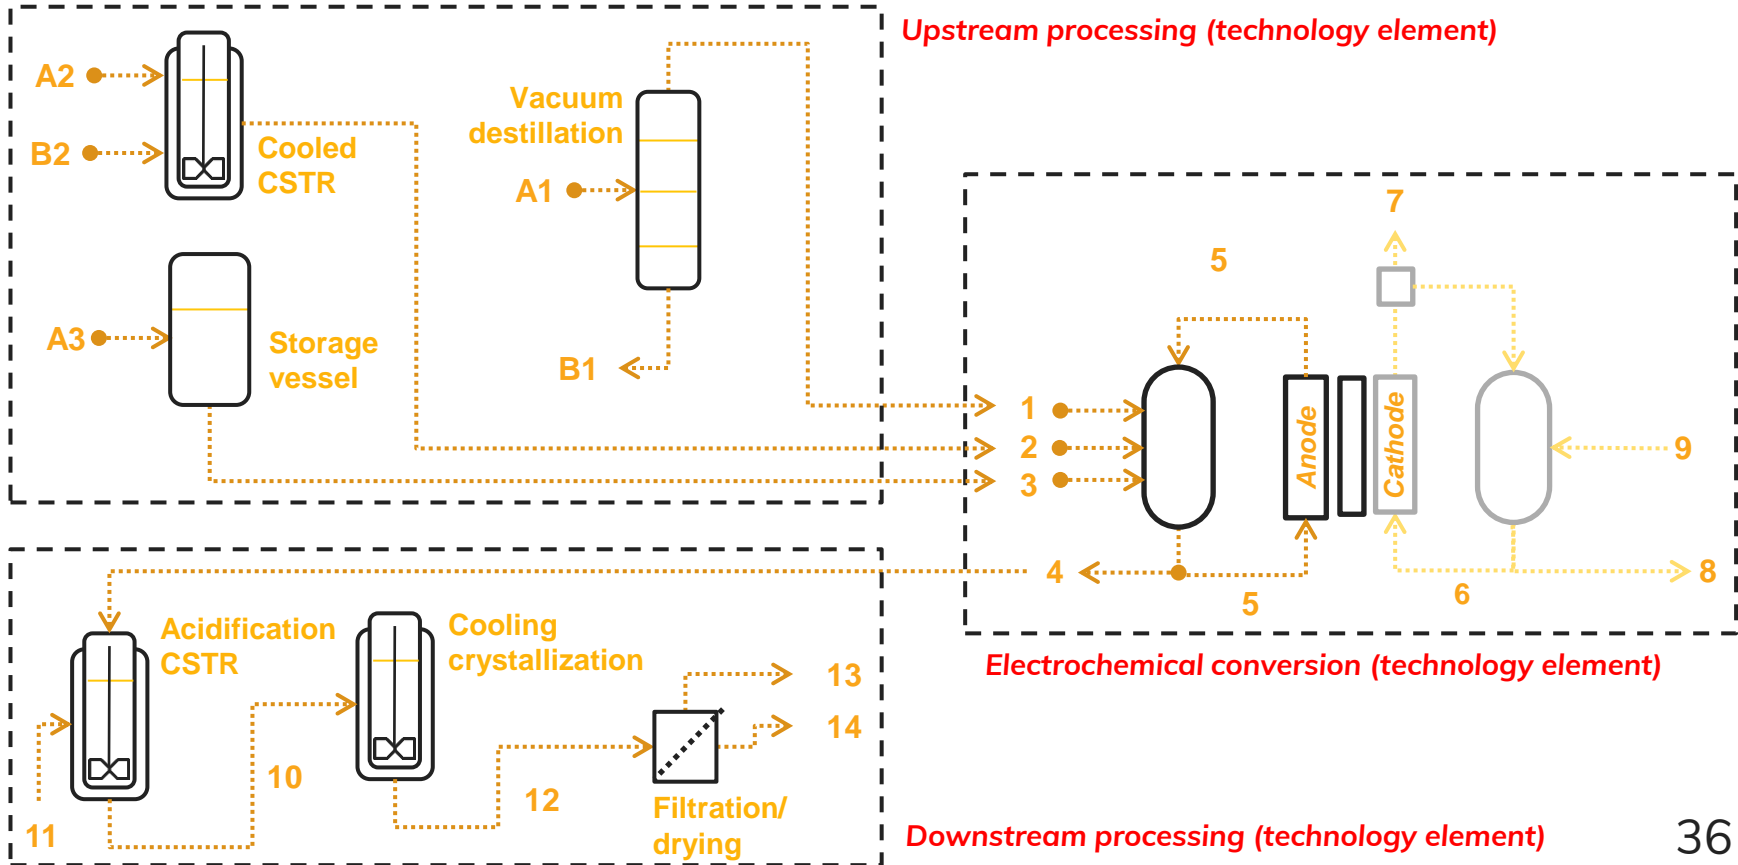 Upstream processing (technology element)
A2
B2
Cooled
CSTR
Vacuum
destillation
A1
B1
A3
Storage
vessel
1
2
3
4
5
5
6
7
8
9
Anode
Cathode
Electrochemical conversion (technology element)
Acidification
CSTR
Cooling
crystallization
10
11
12
13
14
Filtration/
drying
Downstream processing (technology element)
36